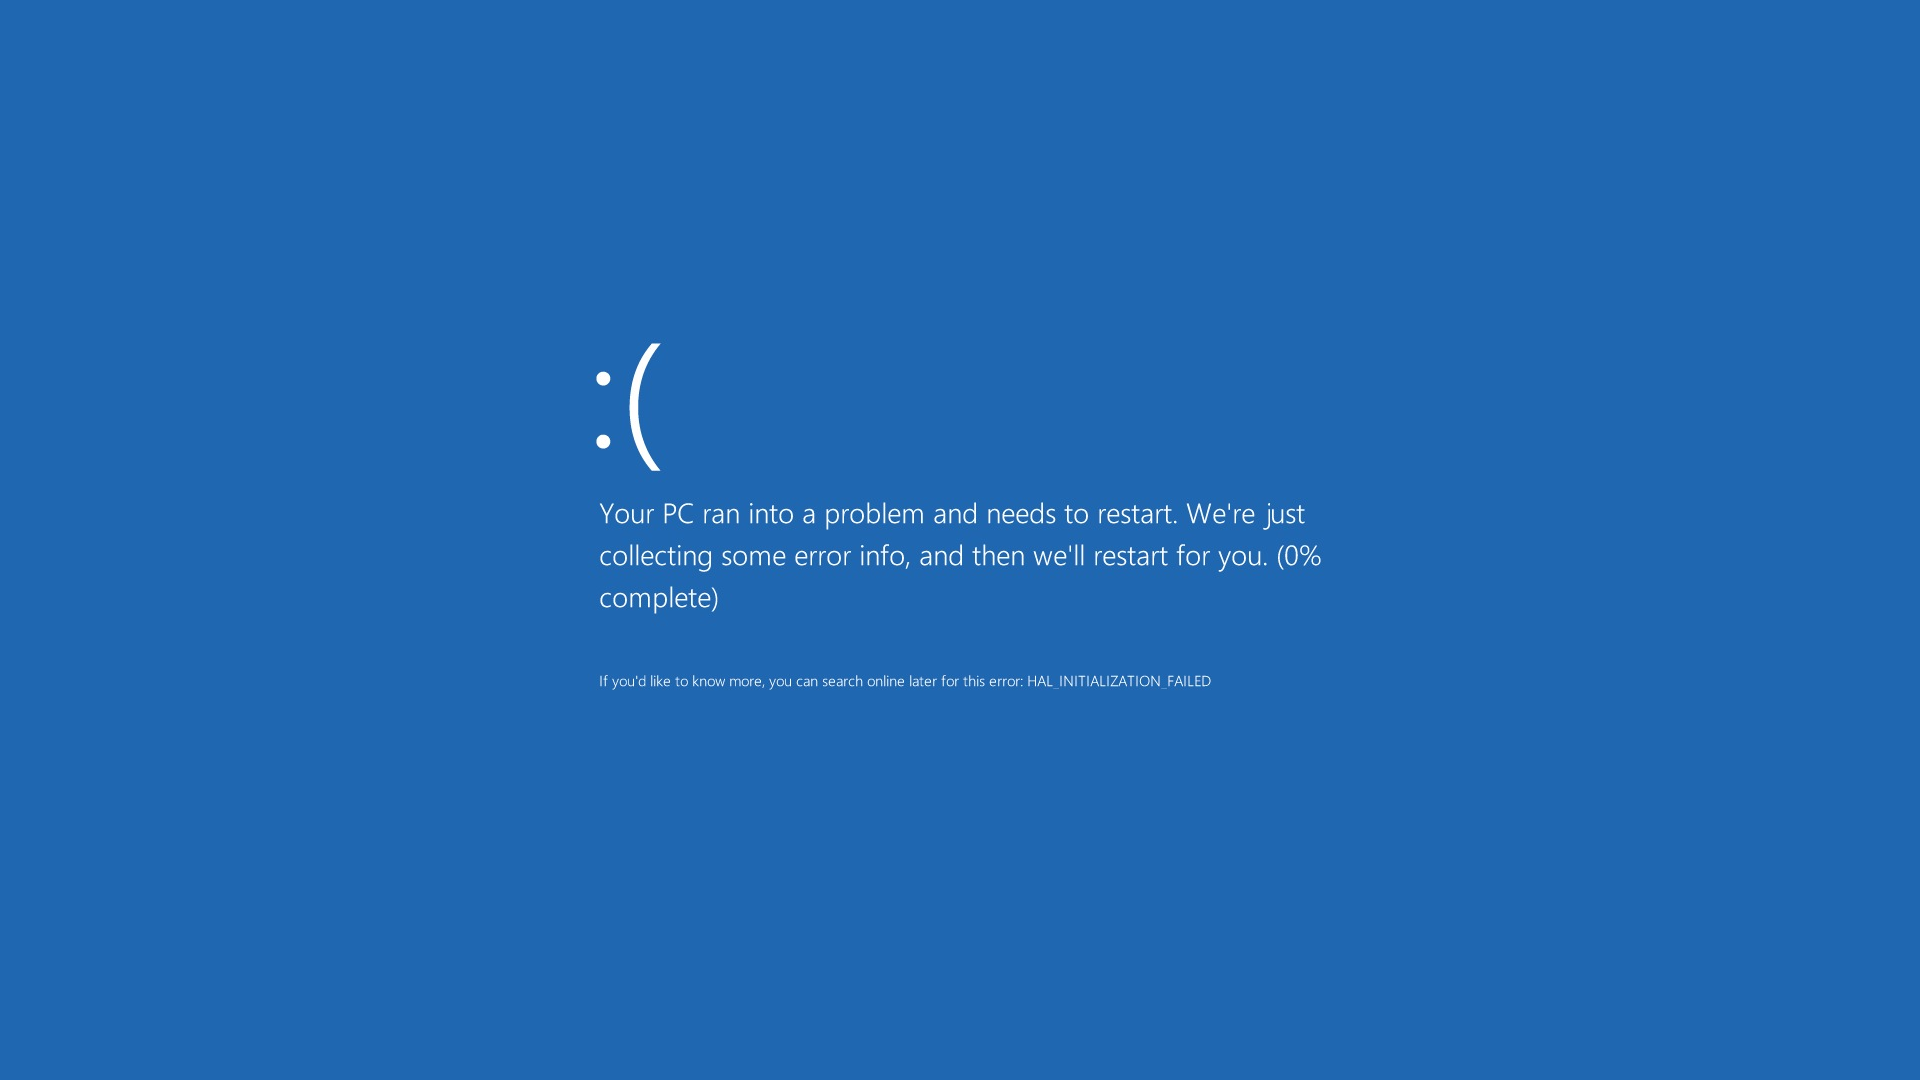 :(
Your PC ran into a problem and needs to restart. We're just
collecting some error info, and then we'll restart for you. (0%
complete)
If you'd like to know more, you can search online later for this error: HAL_INITIALIZATION_FAILED